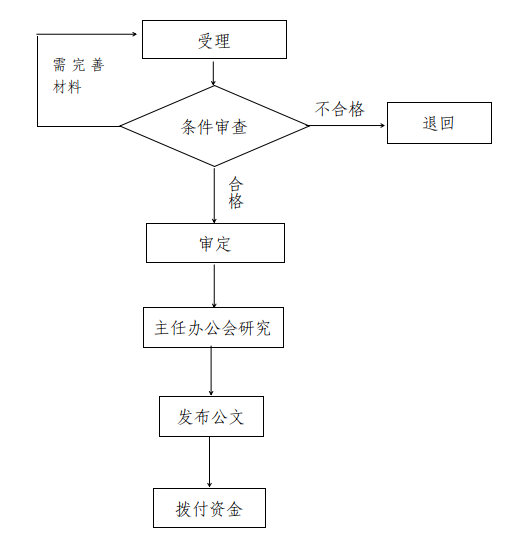 受理
需完善
材料
条件审查
不合格
退回
合格
审定
主任办公会研究
发布公文
拨付资金